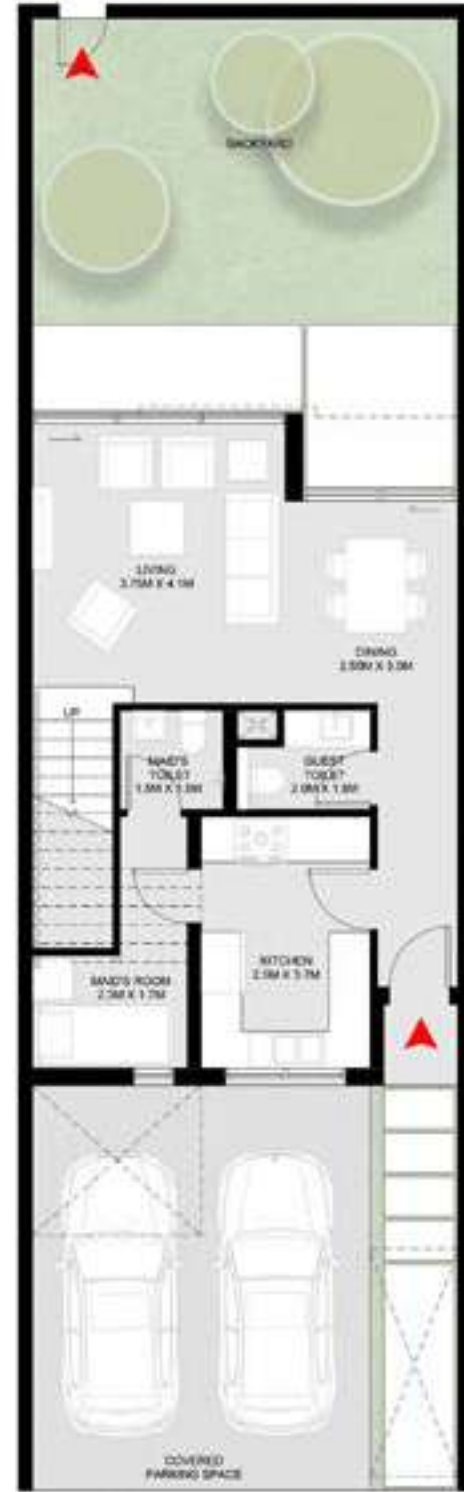 BACKYARD
LIVING
3.75M X 4.1M
DINING
UP
MAID'S
TOILET
GUEST
TOILET
KITCHEN
MAID'S ROOM
COVERED
PARKING SPACE